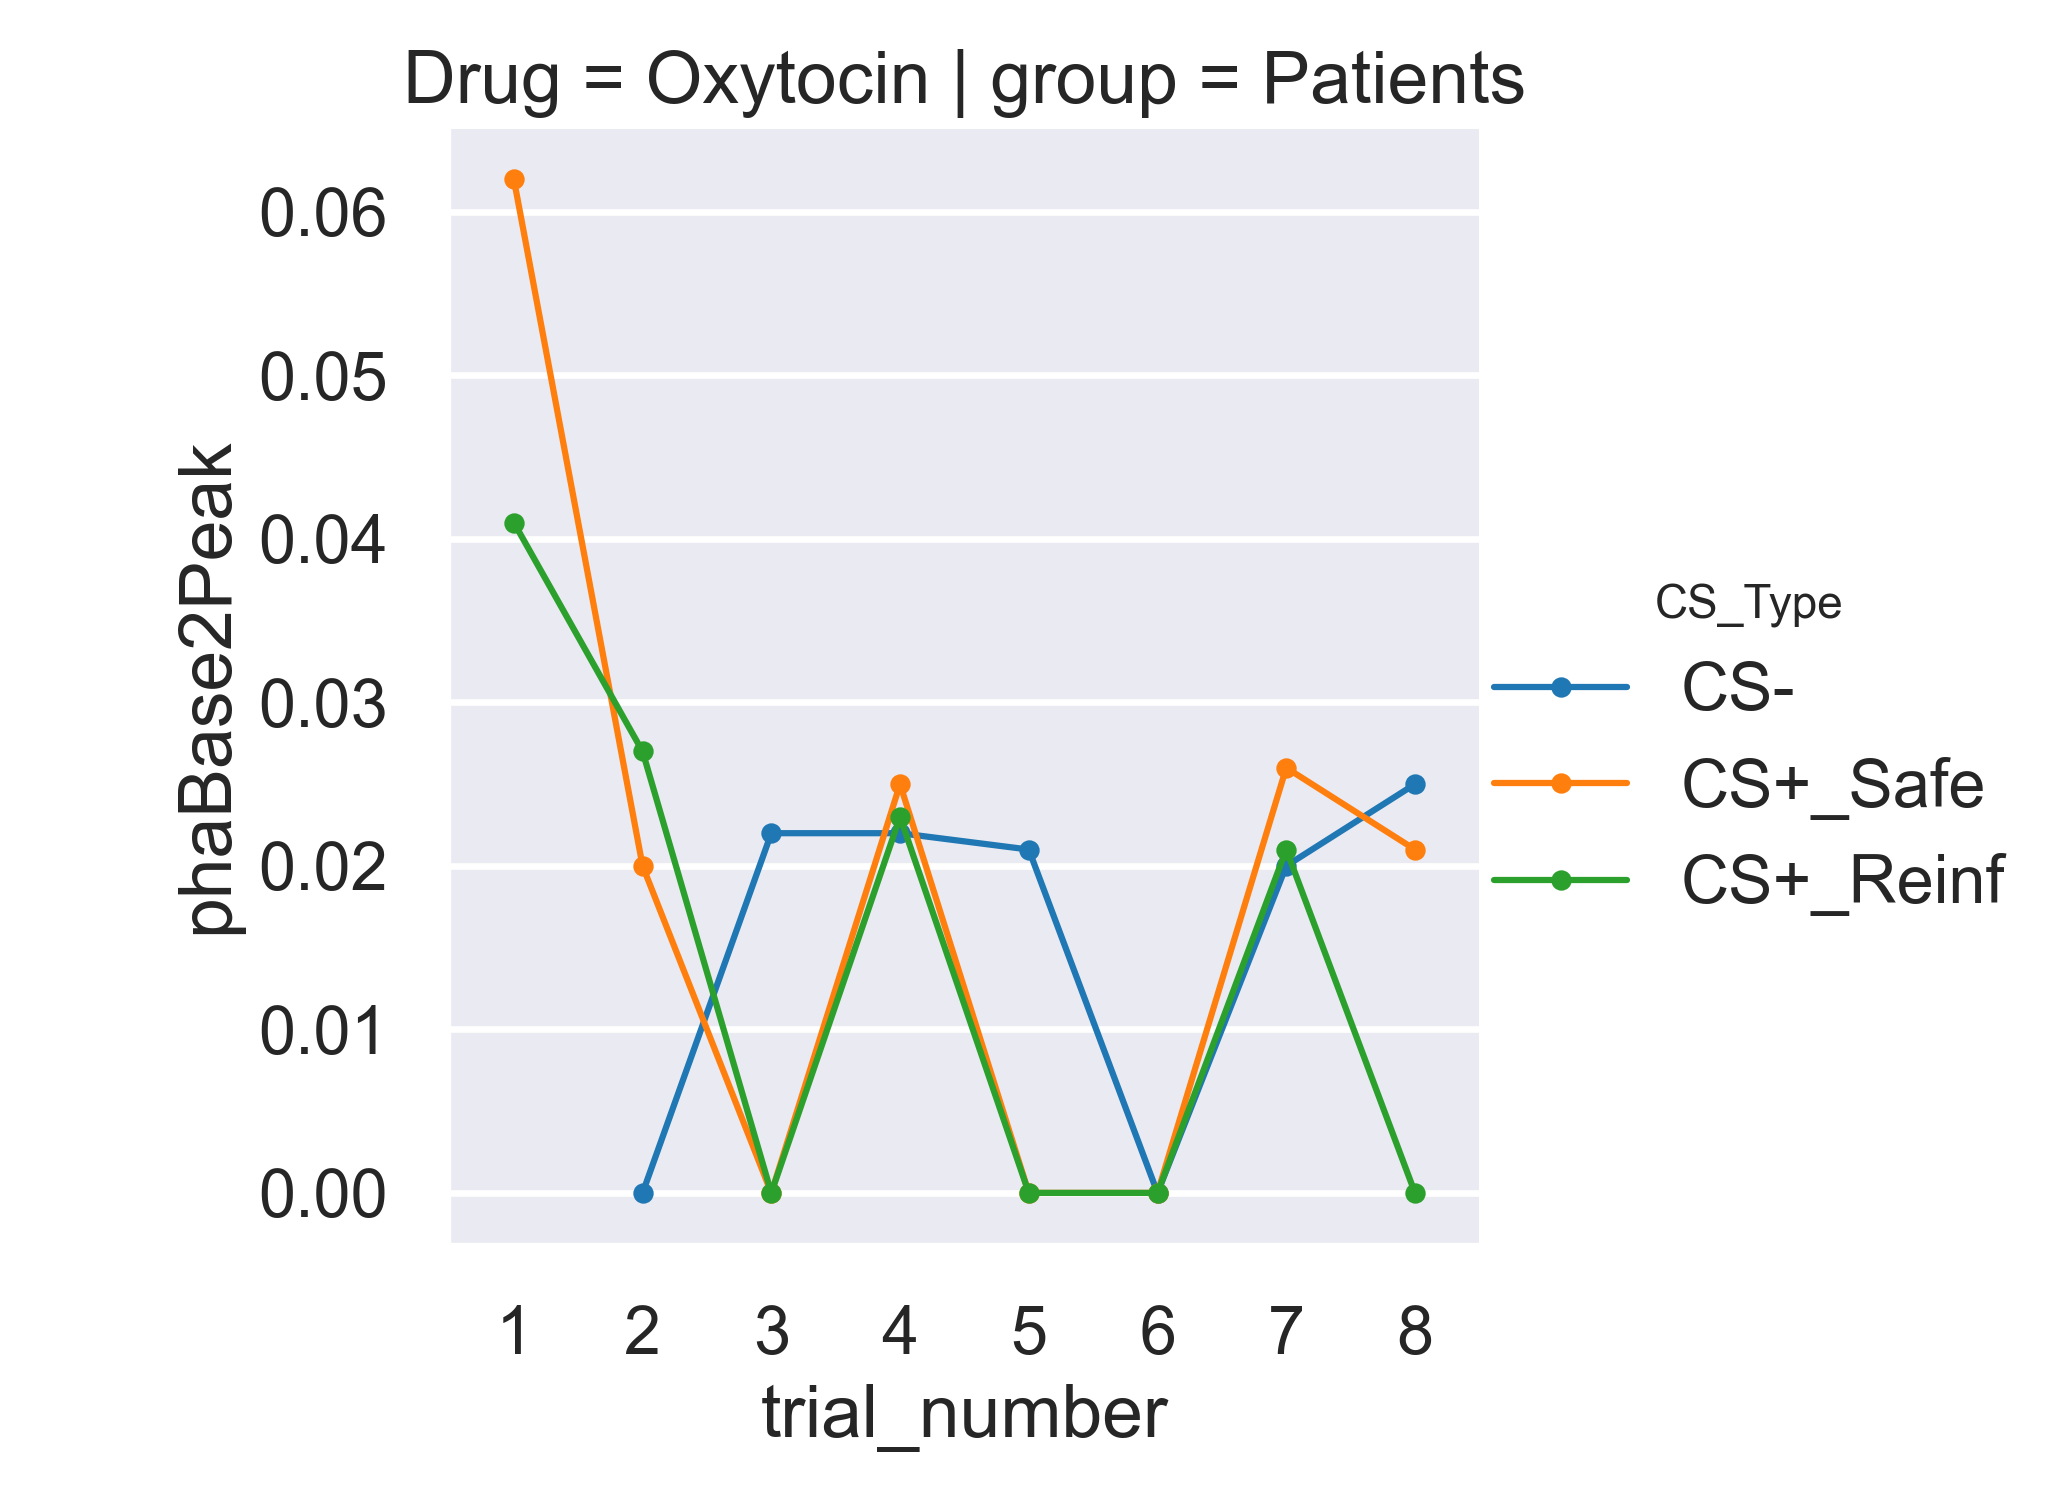 Drug = Oxytocin | group = Patients
0.06
0.05
0.04
0.03
0.02
0.01
0.00
phaBase2Peak
1 2 3 4 5 6 7 8
trial_number
CS_Type
CS-
CS+_Safe
CS+_Reinf